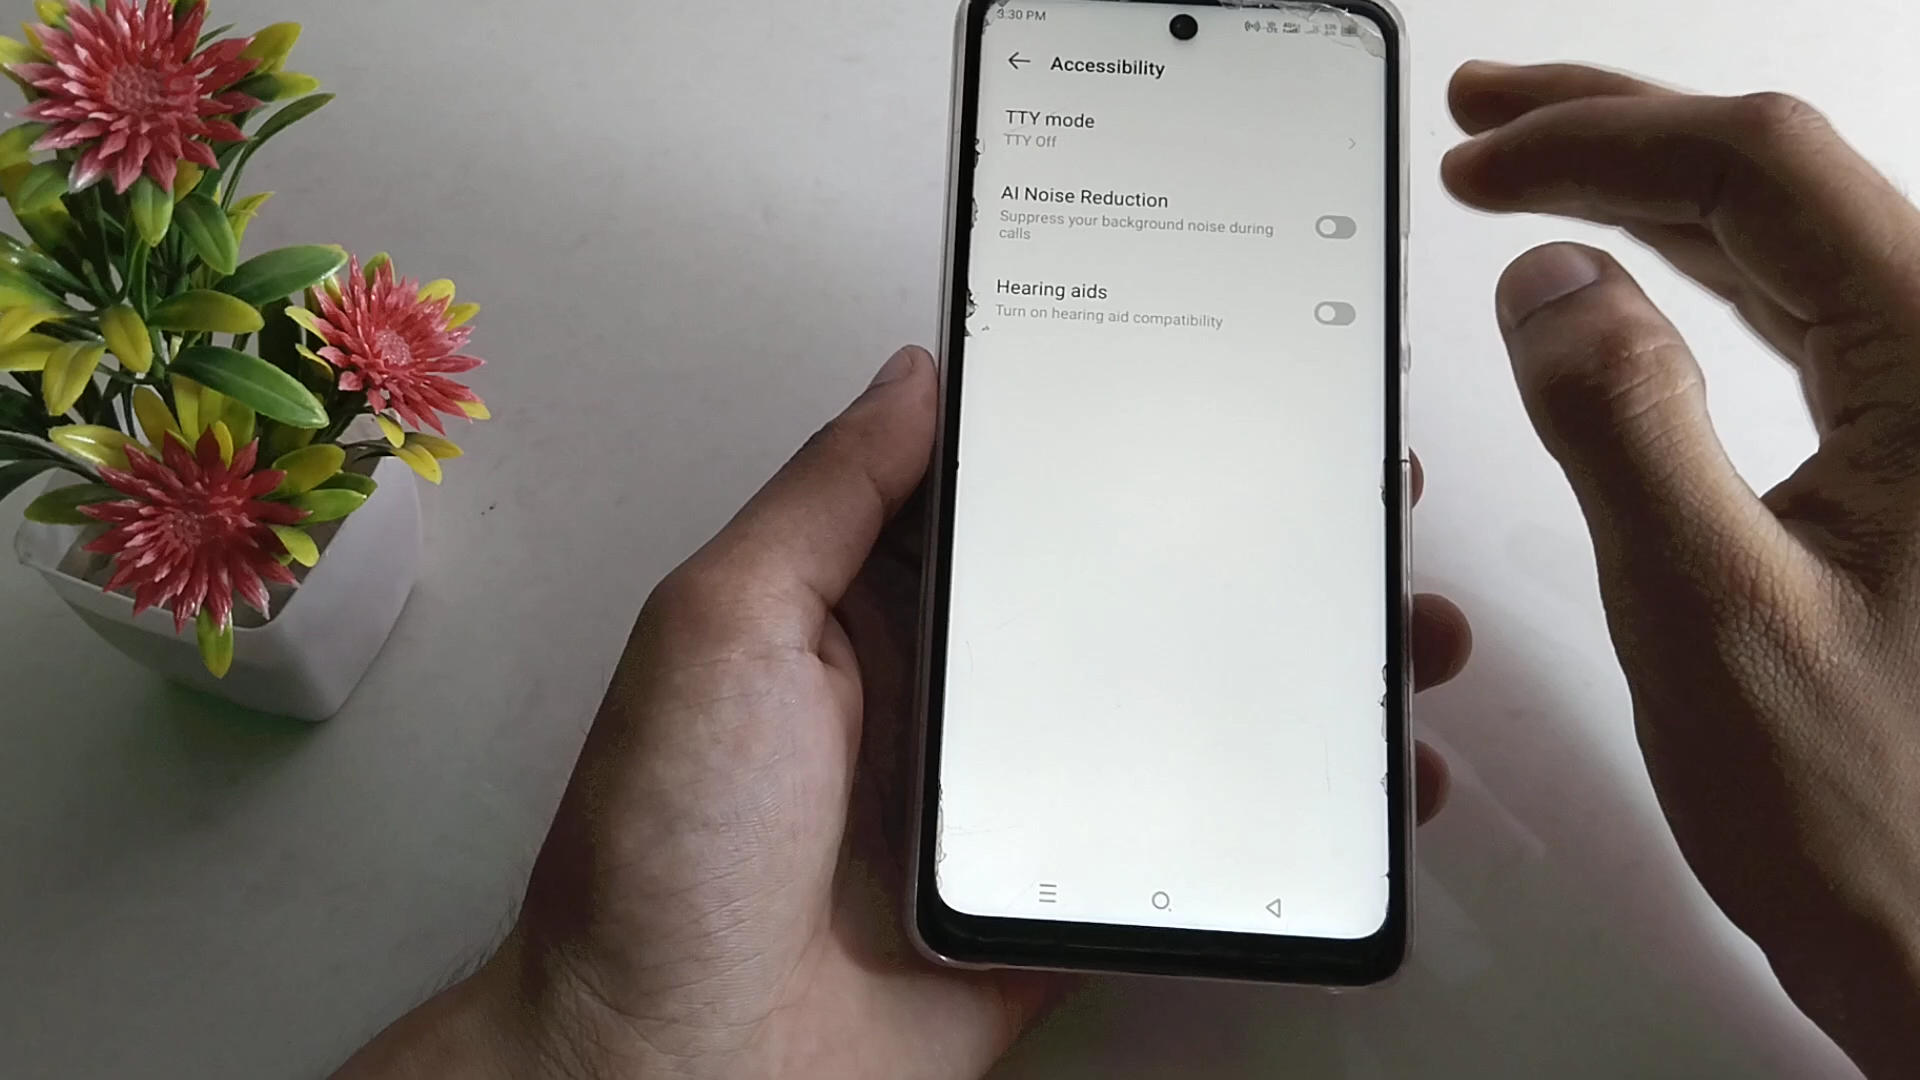 3:30 PM
Accessibility
TTY mode
TTY Off
AI Noise Reduction
Suppress your background noise during
calls
Hearing aids
Turn on hearing aid compatibility